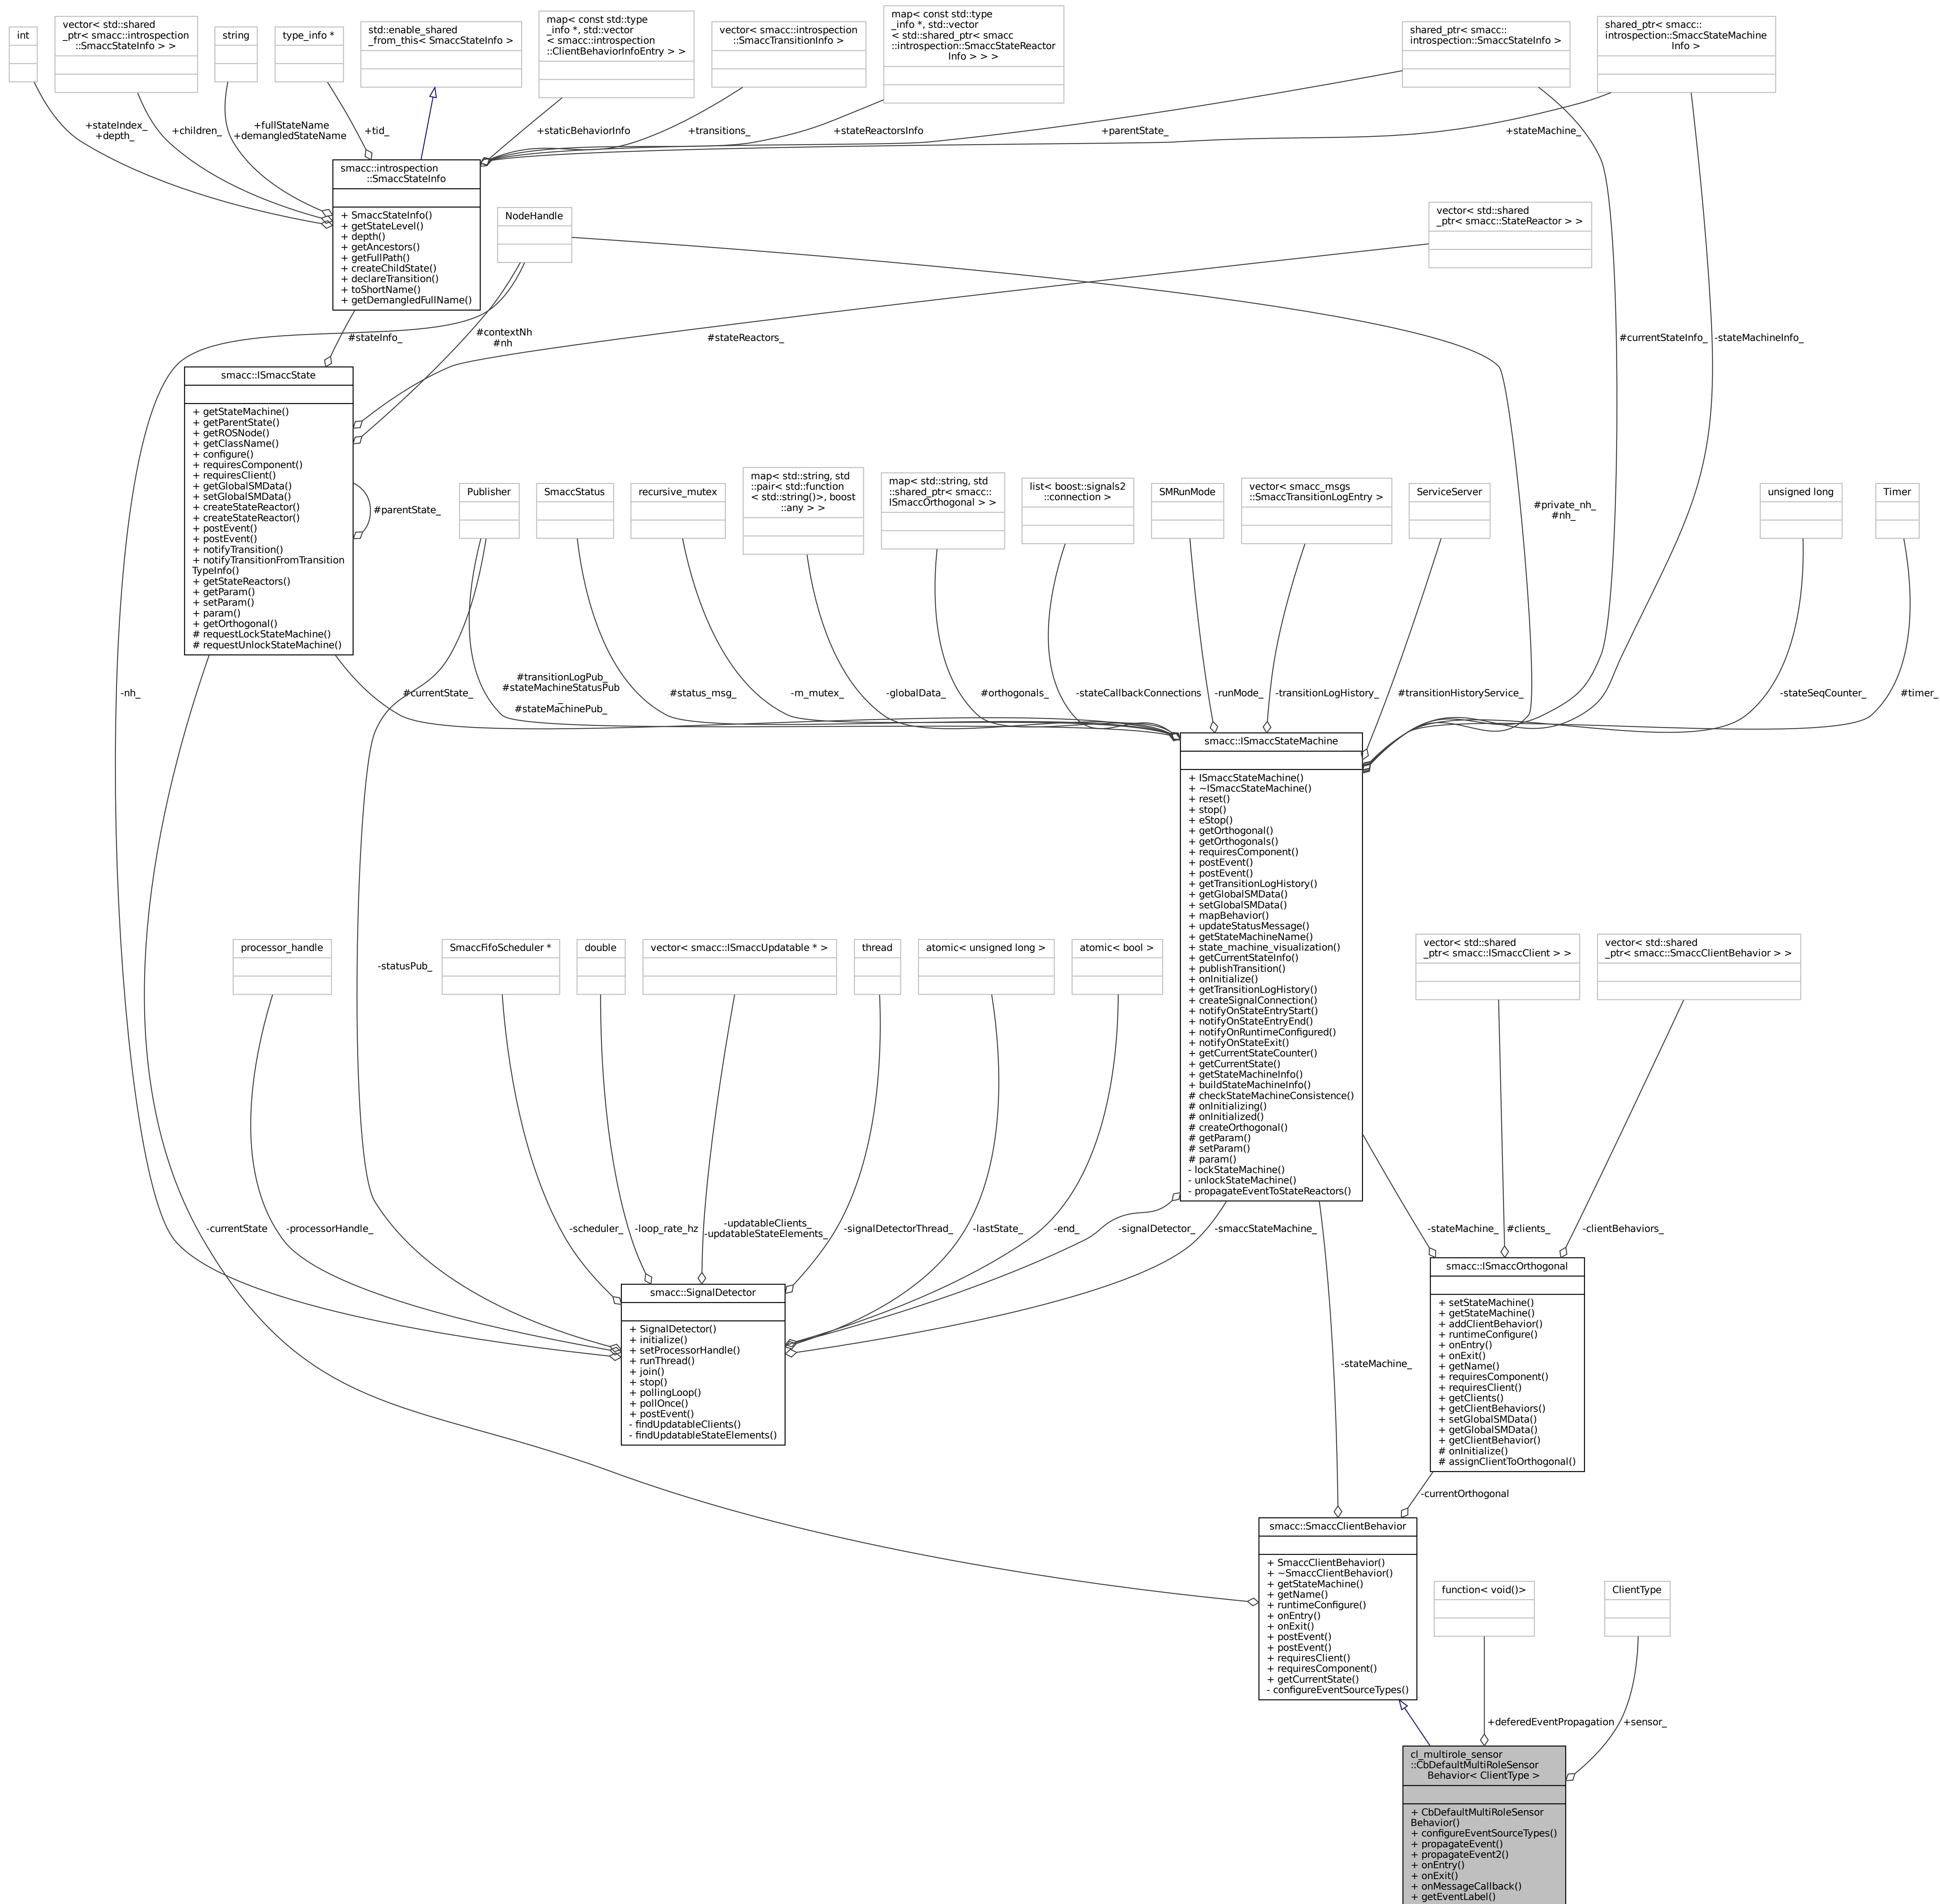 int
vector< std::shared
_ptr< smacc::introspection
::SmaccStateInfo > >
string
type_info *
std::enable_shared
_from_this< SmaccStateInfo >
map< const std::type
_info *, std::vector
< smacc::introspection
::ClientBehaviorInfoEntry > >
vector< smacc::introspection
::SmaccTransitionInfo >
map< const std::type
_info *, std::vector
< std::shared_ptr< smacc
::introspection::SmaccStateReactor
Info > > >
shared_ptr< smacc::
introspection::SmaccStateInfo >
shared_ptr< smacc::
introspection::SmaccStateMachine
Info >
+stateIndex_
+depth_
+children_
+fullStateName
+demangledStateName
+tid_
+staticBehaviorInfo
+transitions_
+stateReactorsInfo
+parentState_
+stateMachine_
smacc::introspection
::SmaccStateInfo
+ SmaccStateInfo()
+ getStateLevel()
+ depth()
+ getAncestors()
+ getFullPath()
+ createChildState()
+ declareTransition()
+ toShortName()
+ getDemangledFullName()
NodeHandle
vector< std::shared
_ptr< smacc::StateReactor > >
#stateInfo_
#contextNh
#nh
#stateReactors_
#currentStateInfo_
-stateMachineInfo_
smacc::ISmaccState
+ getStateMachine()
+ getParentState()
+ getROSNode()
+ getClassName()
+ configure()
+ requiresComponent()
+ requiresClient()
+ getGlobalSMData()
+ setGlobalSMData()
+ createStateReactor()
+ createStateReactor()
+ postEvent()
+ postEvent()
+ notifyTransition()
+ notifyTransitionFromTransition
TypeInfo()
+ getStateReactors()
+ getParam()
+ setParam()
+ param()
+ getOrthogonal()
# requestLockStateMachine()
# requestUnlockStateMachine()
#parentState_
Publisher
SmaccStatus
recursive_mutex
map< std::string, std
::pair< std::function
< std::string()>, boost
::any > >
map< std::string, std
::shared_ptr< smacc::
ISmaccOrthogonal > >
list< boost::signals2
::connection >
SMRunMode
vector< smacc_msgs
::SmaccTransitionLogEntry >
ServiceServer
#private_nh_
#nh_
unsigned long
Timer
-nh_
#currentState_
#transitionLogPub_
#stateMachineStatusPub
_
#stateMachinePub_
#status_msg_
-m_mutex_
-globalData_
#orthogonals_
-stateCallbackConnections
-runMode_
-transitionLogHistory_
#transitionHistoryService_
-stateSeqCounter_
#timer_
smacc::ISmaccStateMachine
+ ISmaccStateMachine()
+ ~ISmaccStateMachine()
+ reset()
+ stop()
+ eStop()
+ getOrthogonal()
+ getOrthogonals()
+ requiresComponent()
+ postEvent()
+ postEvent()
+ getTransitionLogHistory()
+ getGlobalSMData()
+ setGlobalSMData()
+ mapBehavior()
+ updateStatusMessage()
+ getStateMachineName()
+ state_machine_visualization()
+ getCurrentStateInfo()
+ publishTransition()
+ onInitialize()
+ getTransitionLogHistory()
+ createSignalConnection()
+ notifyOnStateEntryStart()
+ notifyOnStateEntryEnd()
+ notifyOnRuntimeConfigured()
+ notifyOnStateExit()
+ getCurrentStateCounter()
+ getCurrentState()
+ getStateMachineInfo()
+ buildStateMachineInfo()
# checkStateMachineConsistence()
# onInitializing()
# onInitialized()
# createOrthogonal()
# getParam()
# setParam()
# param()
- lockStateMachine()
- unlockStateMachine()
- propagateEventToStateReactors()
processor_handle
-statusPub_
SmaccFifoScheduler *
double
vector< smacc::ISmaccUpdatable * >
thread
atomic< unsigned long >
atomic< bool >
vector< std::shared
_ptr< smacc::ISmaccClient > >
vector< std::shared
_ptr< smacc::SmaccClientBehavior > >
-currentState
-processorHandle_
-scheduler_
-loop_rate_hz
-updatableClients_
-updatableStateElements_
-signalDetectorThread_
-lastState_
-end_
-signalDetector_
-smaccStateMachine_
-stateMachine_
#clients_
-clientBehaviors_
smacc::SignalDetector
+ SignalDetector()
+ initialize()
+ setProcessorHandle()
+ runThread()
+ join()
+ stop()
+ pollingLoop()
+ pollOnce()
+ postEvent()
- findUpdatableClients()
- findUpdatableStateElements()
-stateMachine_
smacc::ISmaccOrthogonal
+ setStateMachine()
+ getStateMachine()
+ addClientBehavior()
+ runtimeConfigure()
+ onEntry()
+ onExit()
+ getName()
+ requiresComponent()
+ requiresClient()
+ getClients()
+ getClientBehaviors()
+ setGlobalSMData()
+ getGlobalSMData()
+ getClientBehavior()
# onInitialize()
# assignClientToOrthogonal()
-currentOrthogonal
smacc::SmaccClientBehavior
+ SmaccClientBehavior()
+ ~SmaccClientBehavior()
+ getStateMachine()
+ getName()
+ runtimeConfigure()
+ onEntry()
+ onExit()
+ postEvent()
+ postEvent()
+ requiresClient()
+ requiresComponent()
+ getCurrentState()
- configureEventSourceTypes()
function< void()>
ClientType
+deferedEventPropagation
+sensor_
cl_multirole_sensor
::CbDefaultMultiRoleSensor
Behavior< ClientType >
+ CbDefaultMultiRoleSensor
Behavior()
+ configureEventSourceTypes()
+ propagateEvent()
+ propagateEvent2()
+ onEntry()
+ onExit()
+ onMessageCallback()
+ getEventLabel()